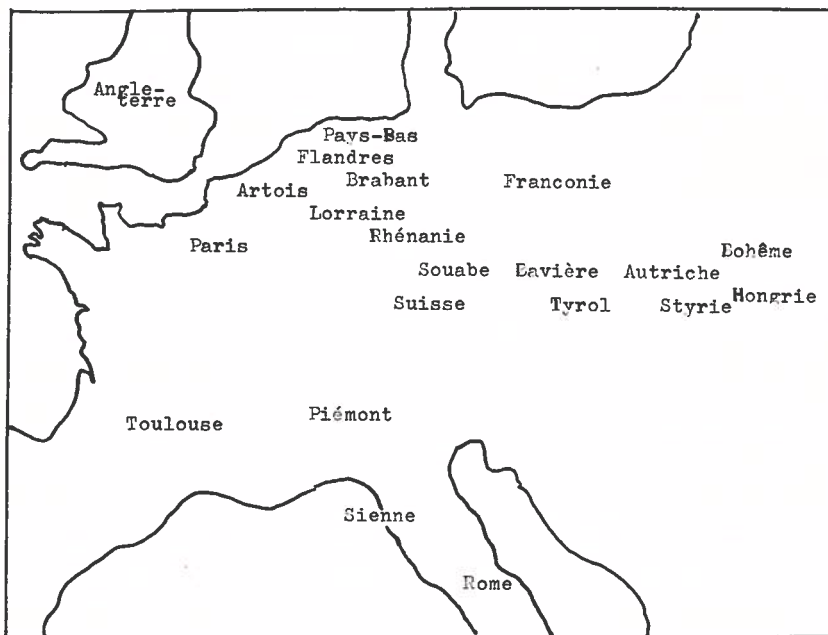 Angle-
terre
Pays-Bas
Flandres
Brabant
Franconie
Artois
Lorraine
Rhénanie
Paris
Bohême
Souabe
Bavière
Autriche
Hongrie
Suisse
Tyrol
Styrie
Piémont
Toulouse
Sienne
Rome